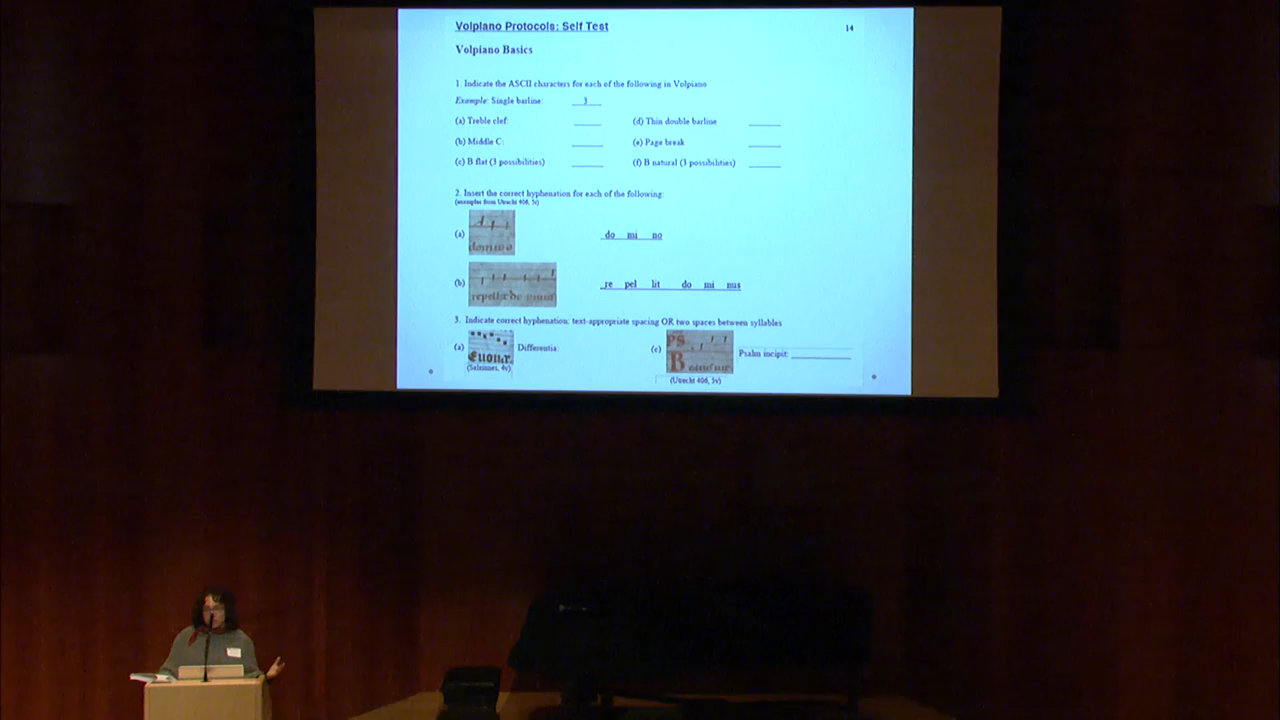 Volpiano Protocols: Self Test
14
Volpiano Basics
1. Indicate the ASCII characters for each of the following in Volpiano
Example: Single barline: 3
(a) Treble clef:
(d) Thin double barline
(b) Middle C:
(e) Page break
(c) B flat (3 possibilities)
(f) B natural (3 possibilities)
2. Insert the correct hyphenation for each of the following:
(examples from Utrecht 406, 5v)
(a)
domino
do mi no
(b)
re pel lit do mi nus
3. Indicate correct hyphenation: text-appropriate spacing OR two spaces between syllables
(a)
Differentia:
(Salzinnes, 4v)
(e)
Ps
Psalm incipit:
(Utrecht 406, 5v)